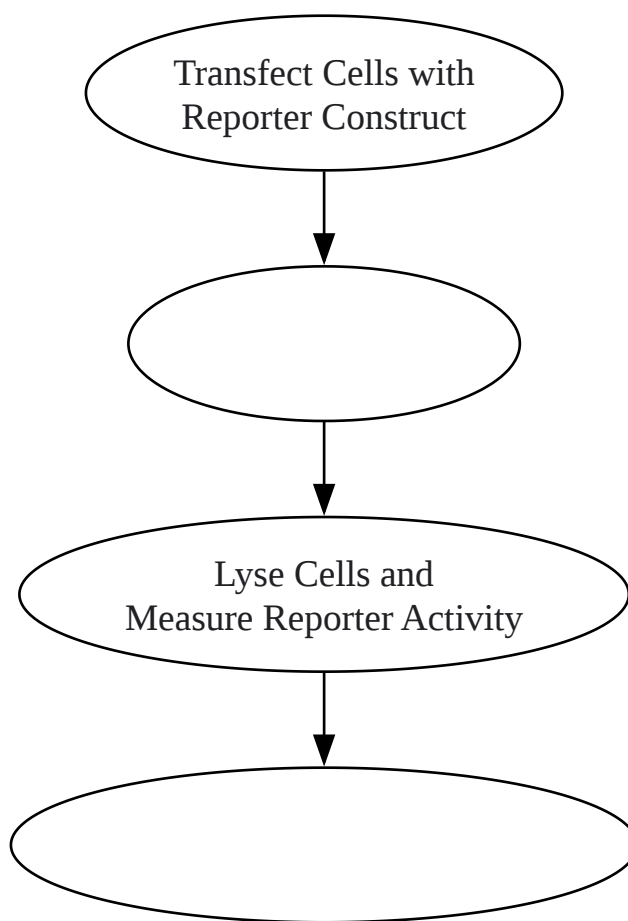 Transfect Cells with
Reporter Construct
Lyse Cells and
Measure Reporter Activity